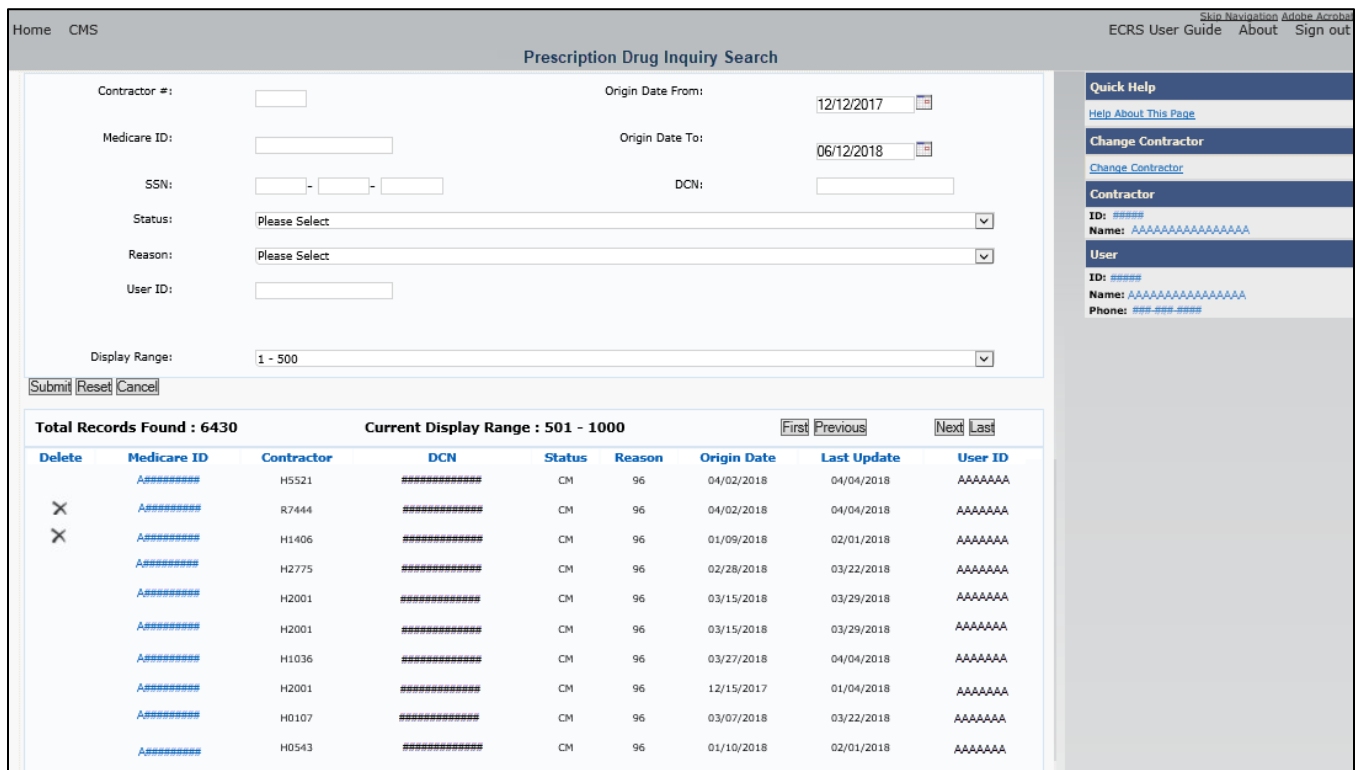 Skip Navigation Adobe Acrobat
Home CMS ECRS User Guide About Sign out
Prescription Drug Inquiry Search
Contractor #: Origin Date From: 12/12/2017
Medicare ID: Origin Date To: 06/12/2018
SSN: - - DCN:
Status: Please Select
Reason: Please Select
User ID:
Display Range: 1 - 500
Submit Reset Cancel
Total Records Found : 6430 Current Display Range : 501 - 1000 First Previous Next Last
Delete Medicare ID Contractor DCN Status Reason Origin Date Last Update User ID
A######### H5521 ############# CM 96 04/02/2018 04/04/2018 AAAAAAA
A######### R7444 ############# CM 96 04/02/2018 04/04/2018 AAAAAAA
A######### H1406 ############# CM 96 01/09/2018 02/01/2018 AAAAAAA
A######### H2775 ############# CM 96 02/28/2018 03/22/2018 AAAAAAA
A######### H2001 ############# CM 96 03/15/2018 03/29/2018 AAAAAAA
A######### H2001 ############# CM 96 03/15/2018 03/29/2018 AAAAAAA
A######### H1036 ############# CM 96 03/27/2018 04/04/2018 AAAAAAA
A######### H2001 ############# CM 96 12/15/2017 01/04/2018 AAAAAAA
A######### H0107 ############# CM 96 03/07/2018 03/22/2018 AAAAAAA
A######### H0543 ############# CM 96 01/10/2018 02/01/2018 AAAAAAA
Quick Help
Help About This Page
Change Contractor
Change Contractor
Contractor
ID: #####
Name: AAAAAAAAAAAAAAAA
User
ID: #####
Name: AAAAAAAAAAAAAAAA
Phone: ###-###-####